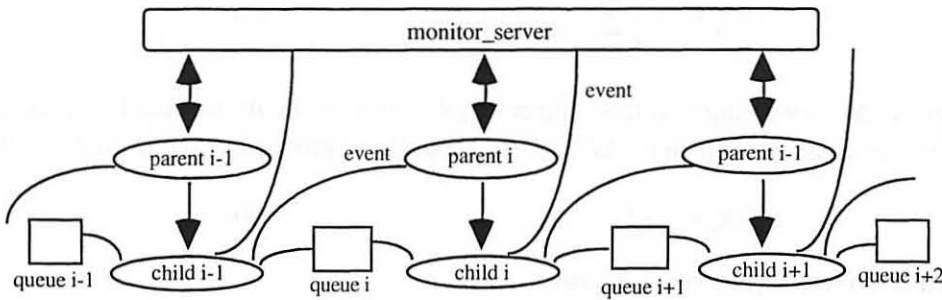 monitor_server
event
parent i-1
event
parent i
parent i-1
queue i-1
child i-1
queue i
child i
queue i+1
child i+1
queue i+2